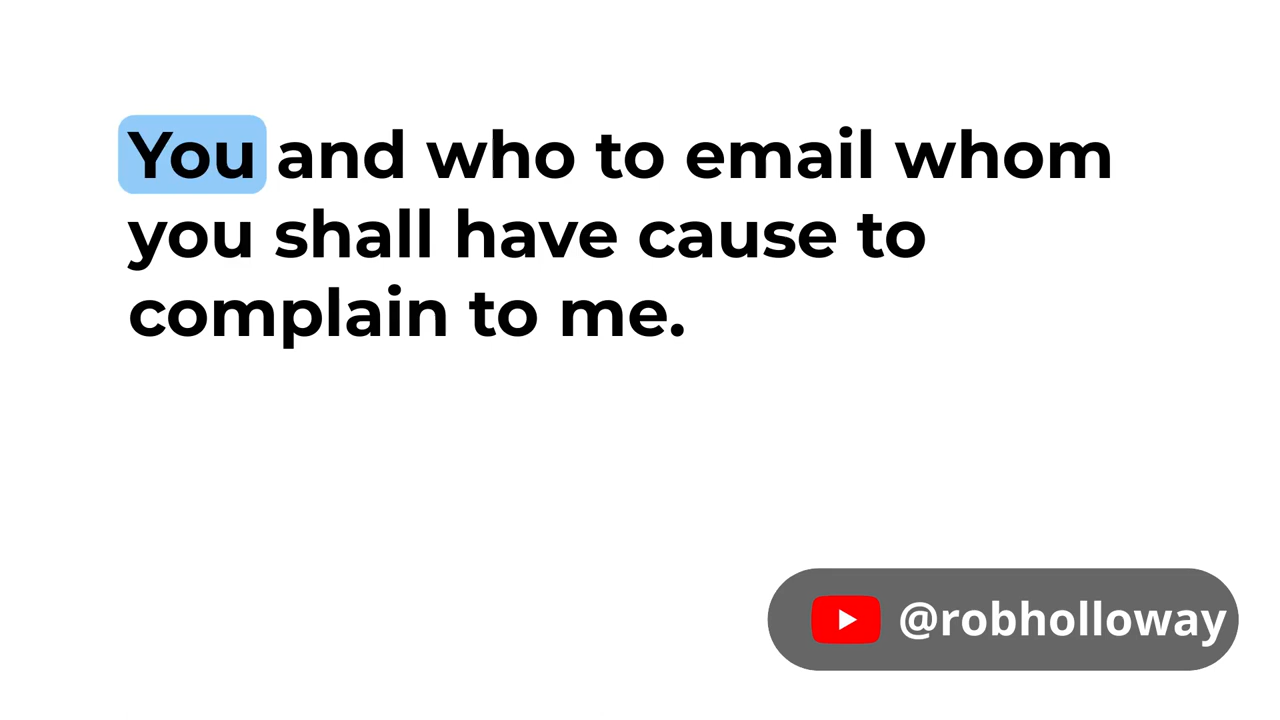 You and who to email whom
you shall have cause to
complain to me.
@robholloway